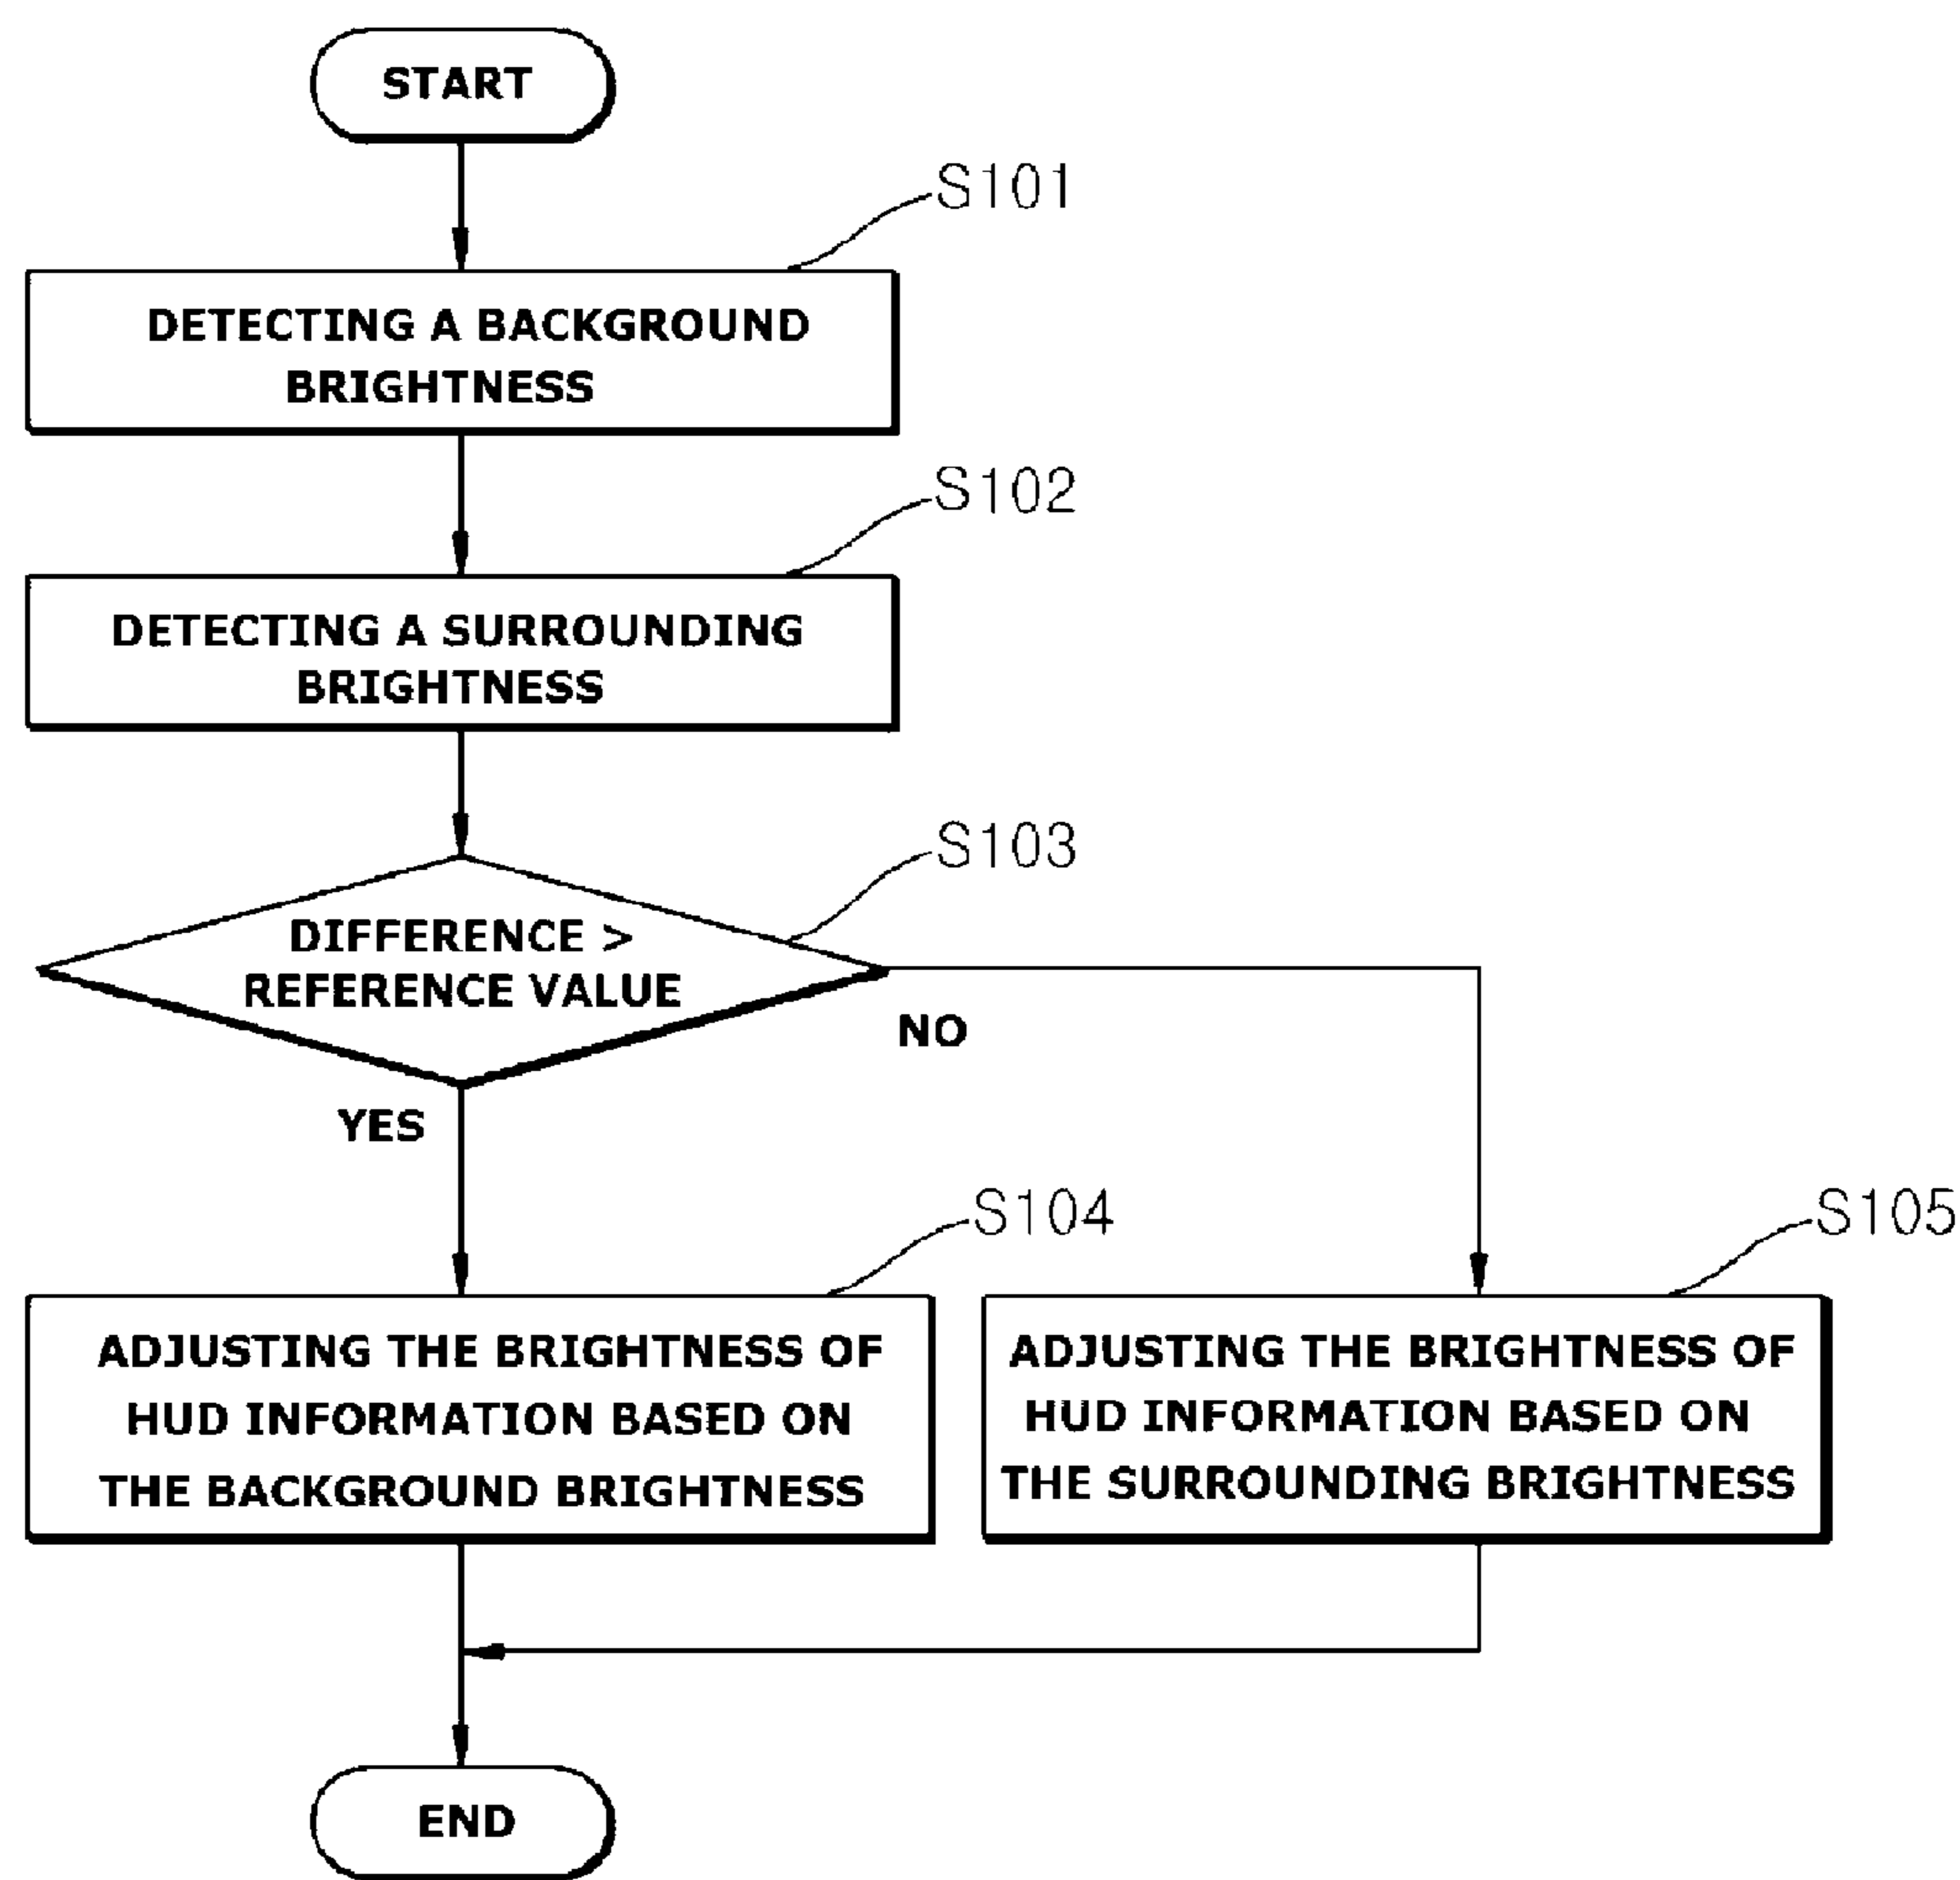 START
S101
DETECTING A BACKGROUND
BRIGHTNESS
S102
DETECTING A SURROUNDING
BRIGHTNESS
S103
DIFFERENCE >
REFERENCE VALUE
NO
YES
S104
ADJUSTING THE BRIGHTNESS OF
HUD INFORMATION BASED ON
THE BACKGROUND BRIGHTNESS
S105
ADJUSTING THE BRIGHTNESS OF
HUD INFORMATION BASED ON
THE SURROUNDING BRIGHTNESS
END